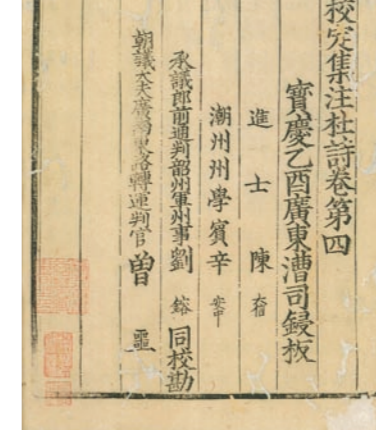 校定集注杜詩卷第四
寶慶乙酉廣東漕司鋟板
進士陳大信
潮州州學賓辛安中
承議郎前通判韶州軍州事劉鎔同校勘
朝議大夫廣南東路轉運判官曾噩